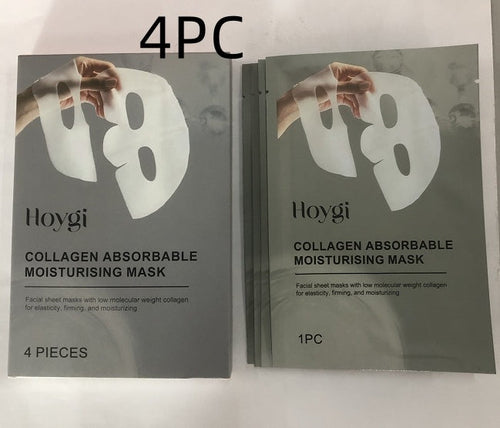 4PC
Hoygi
COLLAGEN ABSORBABLE
MOISTURISING MASK
Facial sheet masks with low molecular weight collagen
for elasticity, firming, and moisturizing
4 PIECES
Hoygi
COLLAGEN ABSORBABLE
MOISTURISING MASK
Facial sheet masks with low molecular weight collagen
for elasticity, firming, and moisturizing
1PC